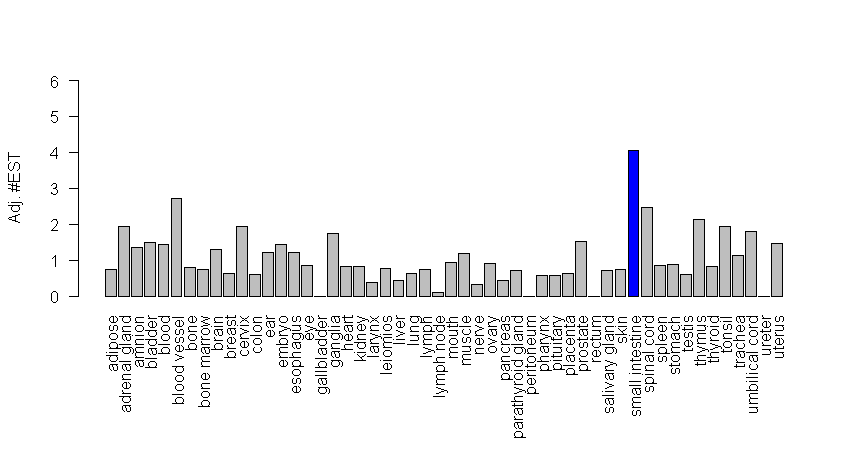 Adj. #EST
6
5
4
3
2
1
0
adipose
adrenal gland
amnion
bladder
blood
blood vessel
bone
bone marrow
brain
breast
cervix
colon
ear
embryo
esophagus
eye
gallbladder
ganglia
heart
kidney
larynx
leiomios
liver
lung
lymph
lymph node
mouth
muscle
nerve
ovary
pancreas
parathyroid gland
peritoneum
pharynx
pituitary
placenta
prostate
rectum
salivary gland
skin
small intestine
spinal cord
spleen
stomach
testis
thymus
thyroid
tonsil
trachea
umbilical cord
ureter
uterus